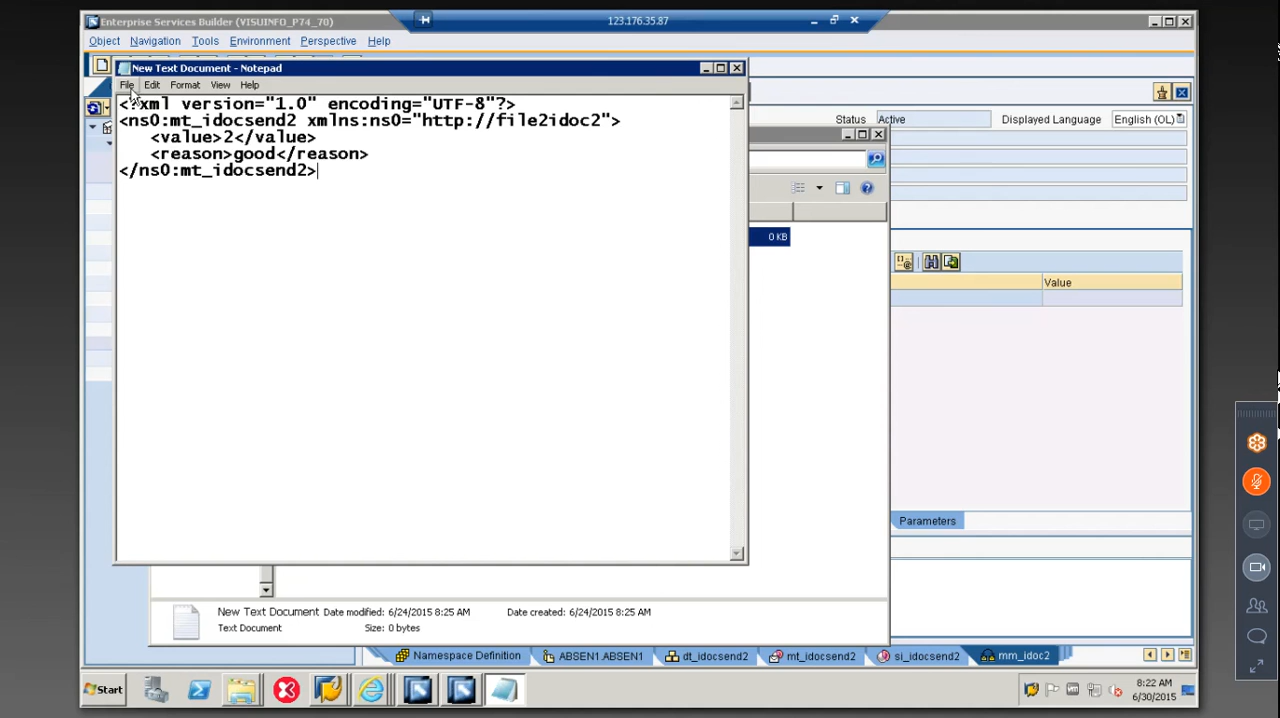 Enterprise Services Builder (VISUINFO_P74_70)
123.176.35.87
Object Navigation Tools Environment Perspective Help
New Text Document - Notepad
File Edit Format View Help
<?xml version="1.0" encoding="UTF-8"?>
<ns0:mt_idocsend2 xmlns:ns0="http://file2idoc2">
<value>2</value>
<reason>good</reason>
</ns0:mt_idocsend2>
Status Active Displayed Language English (OL)
0 KB
Value
Parameters
New Text Document Date modified: 6/24/2015 8:25 AM Date created: 6/24/2015 8:25 AM
Text Document Size: 0 bytes
Namespace Definition ABSEN1.ABSEN1 dt_idocsend2 mt_idocsend2 si_idocsend2 mm_idoc2
Start
8:22 AM
6/30/2015